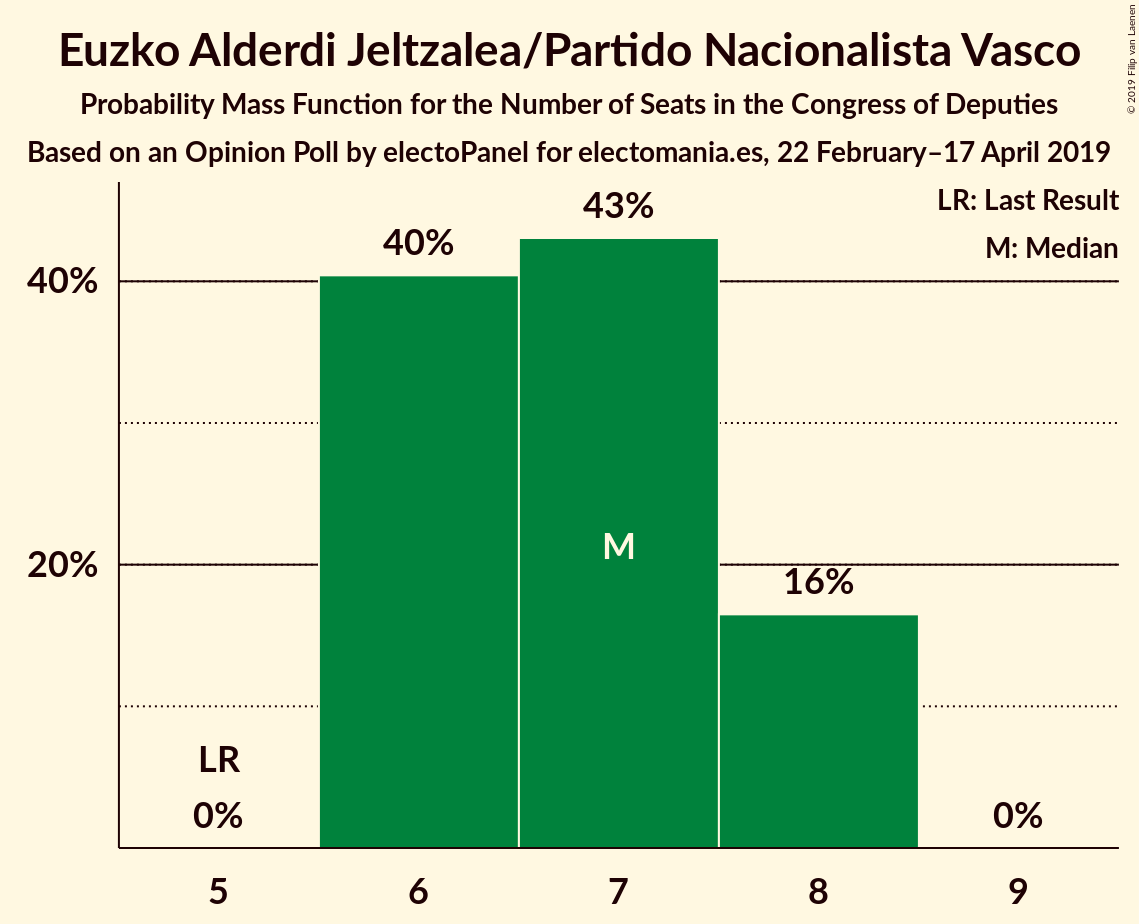 Euzko Alderdi Jeltzalea/Partido Nacionalista Vasco
Probability Mass Function for the Number of Seats in the Congress of Deputies
Based on an Opinion Poll by electoPanel for electomania.es, 22 February–17 April 2019
© 2019 Filip van Laenen
LR: Last Result
M: Median
43%
40%
40%
M
20%
16%
LR
0%
0%
5 6 7 8 9